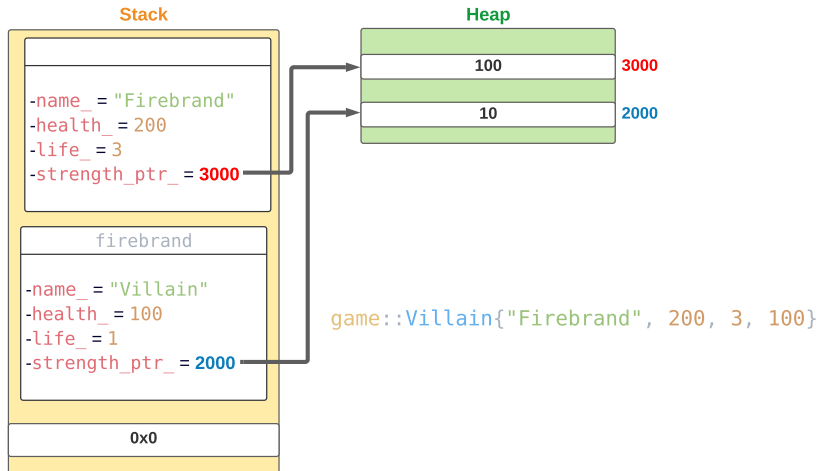 Stack
-name_ = "Firebrand"
-health_ = 200
-life_ = 3
-strength_ptr_ = 3000
firebrand
-name_ = "Villain"
-health_ = 100
-life_ = 1
-strength_ptr_ = 2000
0x0
Heap
100 3000
10 2000
game::Villain{"Firebrand", 200, 3, 100}